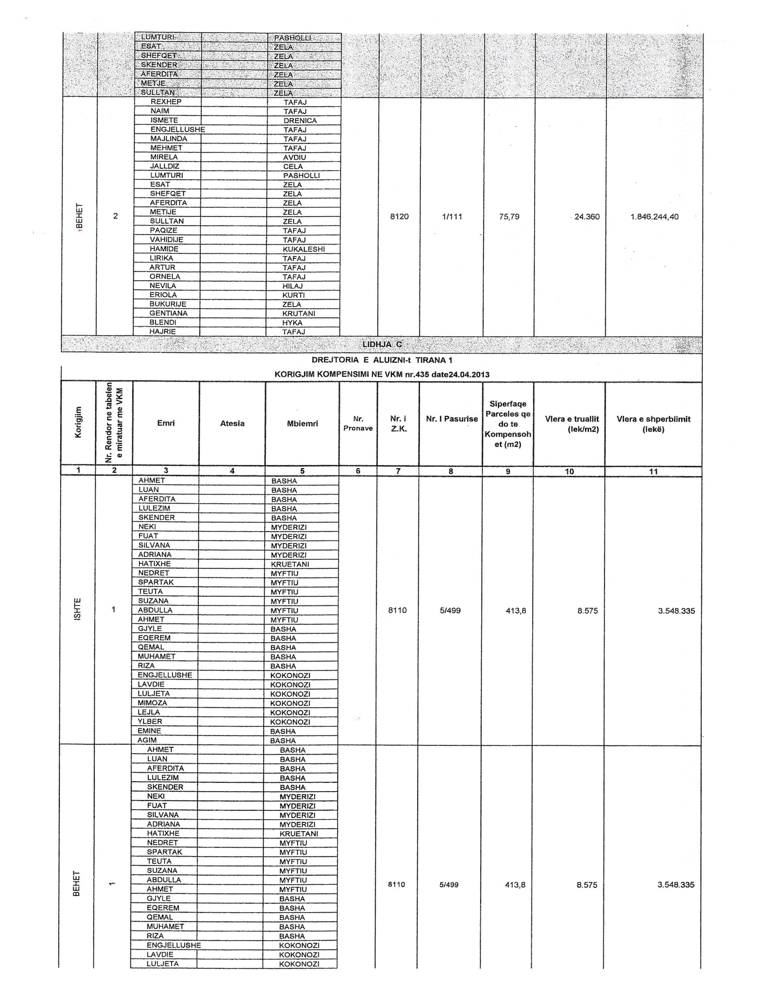 LUMTURI PASHOLLI
ESAT ZELA
SHEFQET ZELA
SKENDER ZELA
AFERDITA ZELA
METJE ZELA
SULLTAN ZELA
REXHEP TAFAJ
NAIM TAFAJ
ISMETE DRENICA
ENGJELLUSHE TAFAJ
MAJLINDA TAFAJ
MEHMET TAFAJ
MIRELA AVDIU
JALLDIZ CELA
LUMTURI PASHOLLI
ESAT ZELA
SHEFQET ZELA
AFERDITA ZELA
METIJE ZELA
BEHET 2 8120 1/111 75,79 24.360 1.846.244,40
SULLTAN ZELA
PAQIZE TAFAJ
VAHIDIJE TAFAJ
HAMIDE KUKALESHI
LIRIKA TAFAJ
ARTUR TAFAJ
ORNELA TAFAJ
NEVILA HILAJ
ERIOLA KURTI
BUKURIJE ZELA
GENTIANA KRUTANI
BLENDI HYKA
HAJRIE TAFAJ
LIDHJA C
DREJTORIA E ALUIZNI-t TIRANA 1
KORIGJIM KOMPENSIMI NE VKM nr.435 date24.04.2013
Korigjim
Nr. Rendor ne tabelen
e miratuar me VKM
Emri
Atesia
Mbiemri
Nr.
Pronave
Nr. i
Z.K.
Nr. I Pasurise
Siperfaqe
Parceles qe
do te
Kompensoh
et (m2)
Vlera e truallit
(lek/m2)
Vlera e shperblimit
(lekë)
1 2 3 4 5 6 7 8 9 10 11
AHMET BASHA
LUAN BASHA
AFERDITA BASHA
LULEZIM BASHA
SKENDER BASHA
NEKI MYDERIZI
FUAT MYDERIZI
SILVANA MYDERIZI
ADRIANA MYDERIZI
HATIXHE KRUETANI
NEDRET MYFTIU
SPARTAK MYFTIU
TEUTA MYFTIU
SUZANA MYFTIU
ISHTE 1 ABDULLA MYFTIU 8110 5/499 413,8 8.575 3.548.335
AHMET MYFTIU
GJYLE BASHA
EQEREM BASHA
QEMAL BASHA
MUHAMET BASHA
RIZA BASHA
ENGJELLUSHE KOKONOZI
LAVDIE KOKONOZI
LULJETA KOKONOZI
MIMOZA KOKONOZI
LEJLA KOKONOZI
YLBER KOKONOZI
EMINE BASHA
AGIM BASHA
AHMET BASHA
LUAN BASHA
AFERDITA BASHA
LULEZIM BASHA
SKENDER BASHA
NEKI MYDERIZI
FUAT MYDERIZI
SILVANA MYDERIZI
ADRIANA MYDERIZI
HATIXHE KRUETANI
NEDRET MYFTIU
SPARTAK MYFTIU
TEUTA MYFTIU
SUZANA MYFTIU
ABDULLA MYFTIU
BEHET 1 AHMET MYFTIU 8110 5/499 413,8 8.575 3.548.335
GJYLE BASHA
EQEREM BASHA
QEMAL BASHA
MUHAMET BASHA
RIZA BASHA
ENGJELLUSHE KOKONOZI
LAVDIE KOKONOZI
LULJETA KOKONOZI